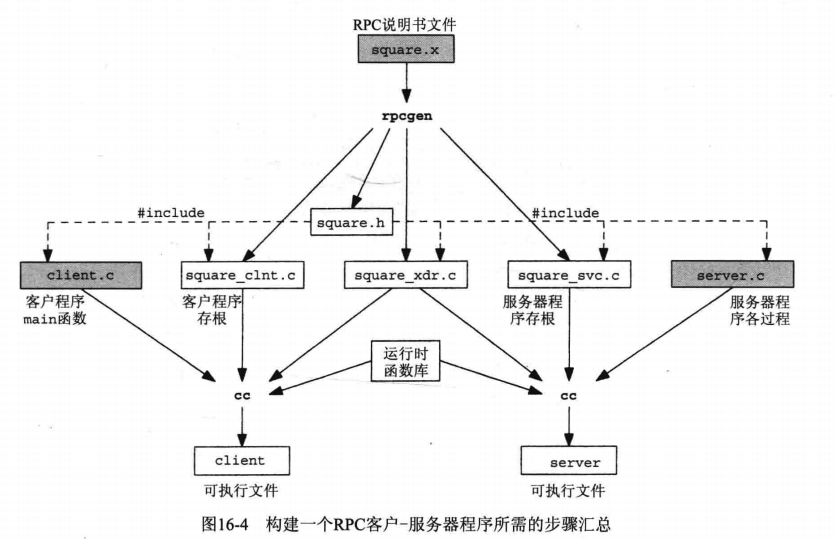 RPC说明书文件
square.x
rpcgen
#include
#include
square.h
client.c
square_clnt.c
square_xdr.c
square_svc.c
server.c
客户程序
main函数
客户程序
存根
服务器程
序存根
服务器程
序各过程
运行时
函数库
cc
cc
client
server
可执行文件
可执行文件
图16-4 构建一个RPC客户-服务器程序所需的步骤汇总